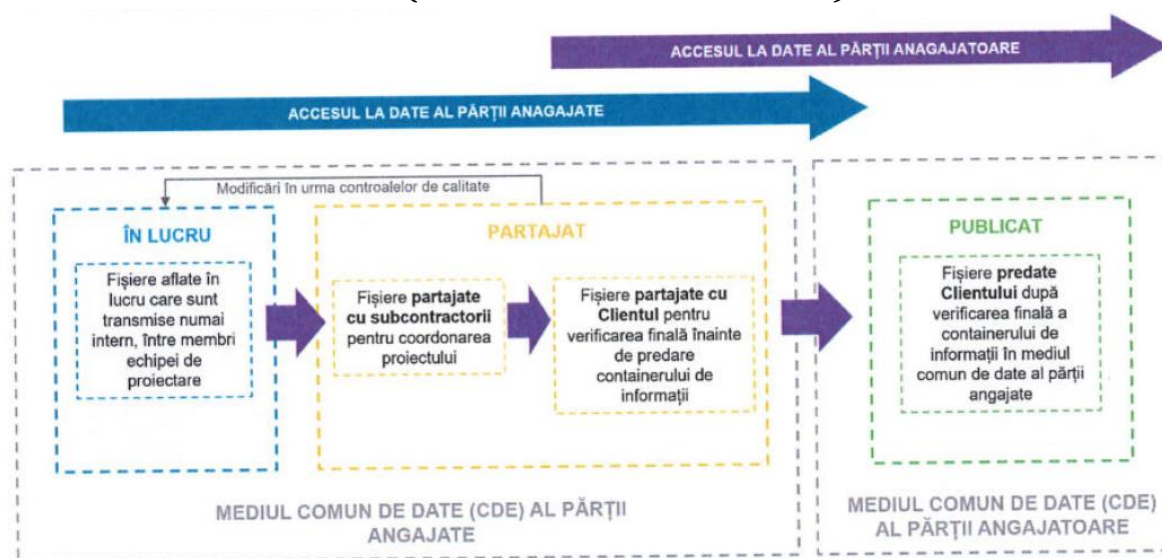 ACCESUL LA DATE AL PĂRȚII ANAGAJATOARE
ACCESUL LA DATE AL PĂRȚII ANAGAJATE
Modificări în urma controalelor de calitate
ÎN LUCRU
Fișiere aflate în
lucru care sunt
transmise numai
intern, între membri
echipei de
proiectare
PARTAJAT
Fișiere partajate
cu subcontractorii
pentru coordonarea
proiectului
Fișiere partajate cu
Clientul pentru
verificarea finală înainte
de predare
containerului de
informații
PUBLICAT
Fișiere predate
Clientului după
verificarea finală a
containerului de
informații în mediul
comun de date al părții
angajate
MEDIUL COMUN DE DATE (CDE) AL PĂRȚII
ANGAJATE
MEDIUL COMUN DE DATE (CDE)
AL PĂRȚII ANGAJATOARE